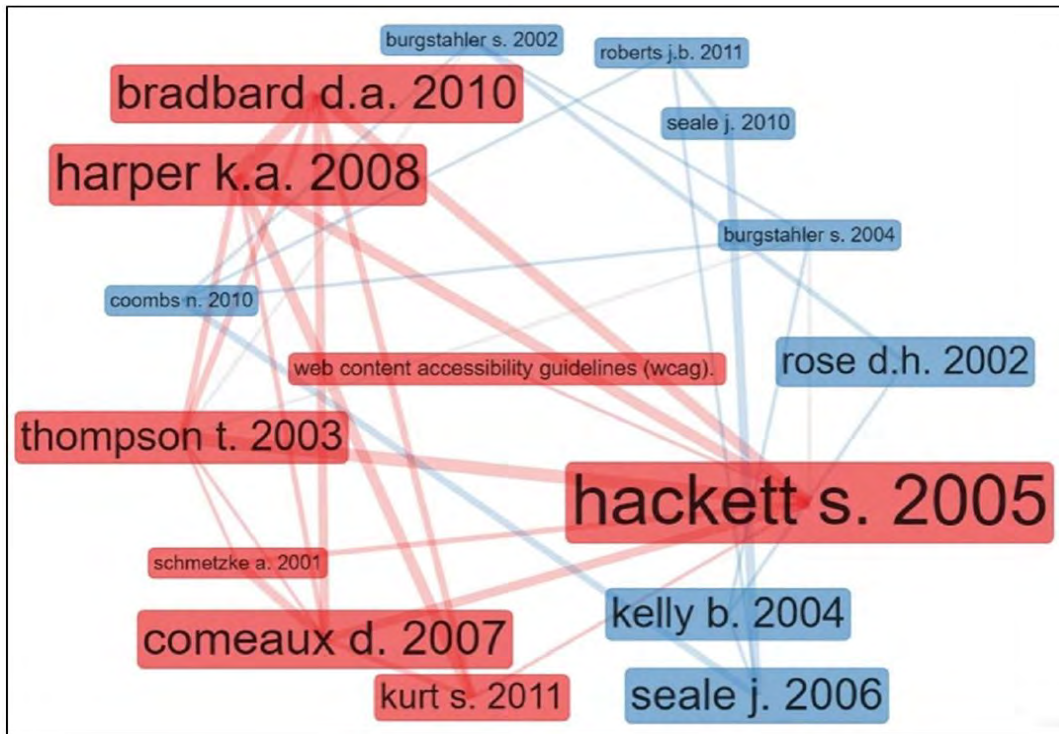 burgstahler s. 2002
roberts j.b. 2011
bradbard d.a. 2010
seale j. 2010
harper k.a. 2008
burgstahler s. 2004
coombs n. 2010
web content accessibility guidelines (wcag).
rose d.h. 2002
thompson t. 2003
hackett s. 2005
schmetzke a. 2001
kelly b. 2004
comeaux d. 2007
kurt s. 2011
seale j. 2006